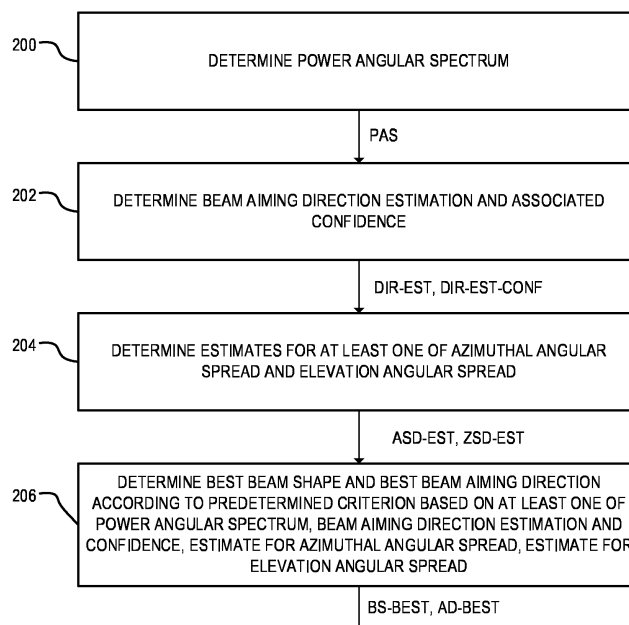 200
DETERMINE POWER ANGULAR SPECTRUM
PAS
202
DETERMINE BEAM AIMING DIRECTION ESTIMATION AND ASSOCIATED
CONFIDENCE
DIR-EST, DIR-EST-CONF
204
DETERMINE ESTIMATES FOR AT LEAST ONE OF AZIMUTHAL ANGULAR
SPREAD AND ELEVATION ANGULAR SPREAD
ASD-EST, ZSD-EST
206
DETERMINE BEST BEAM SHAPE AND BEST BEAM AIMING DIRECTION
ACCORDING TO PREDETERMINED CRITERION BASED ON AT LEAST ONE OF
POWER ANGULAR SPECTRUM, BEAM AIMING DIRECTION ESTIMATION AND
CONFIDENCE, ESTIMATE FOR AZIMUTHAL ANGULAR SPREAD, ESTIMATE FOR
ELEVATION ANGULAR SPREAD
BS-BEST, AD-BEST